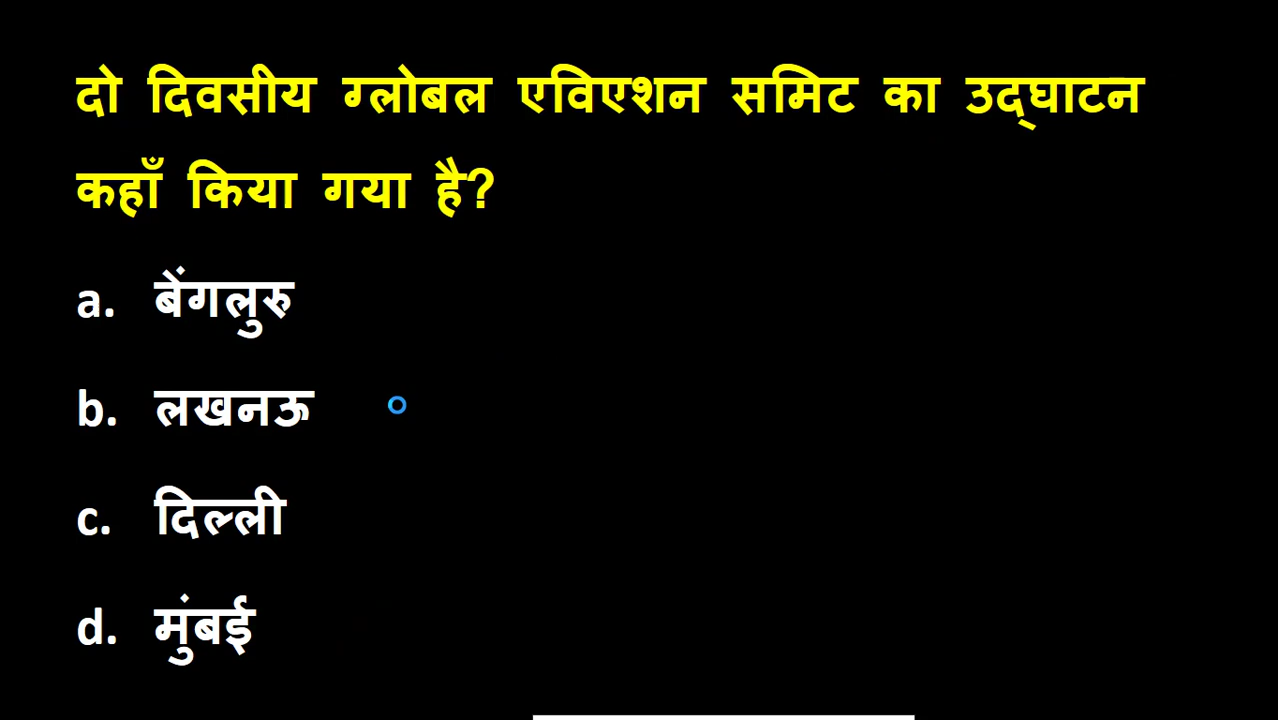 दो दिवसीय ग्लोबल एविएशन समिट का उद्‌घाटन
कहाँ किया गया है?
a. बेंगलुरु
b. लखनऊ
c. दिल्ली
d. मुंबई